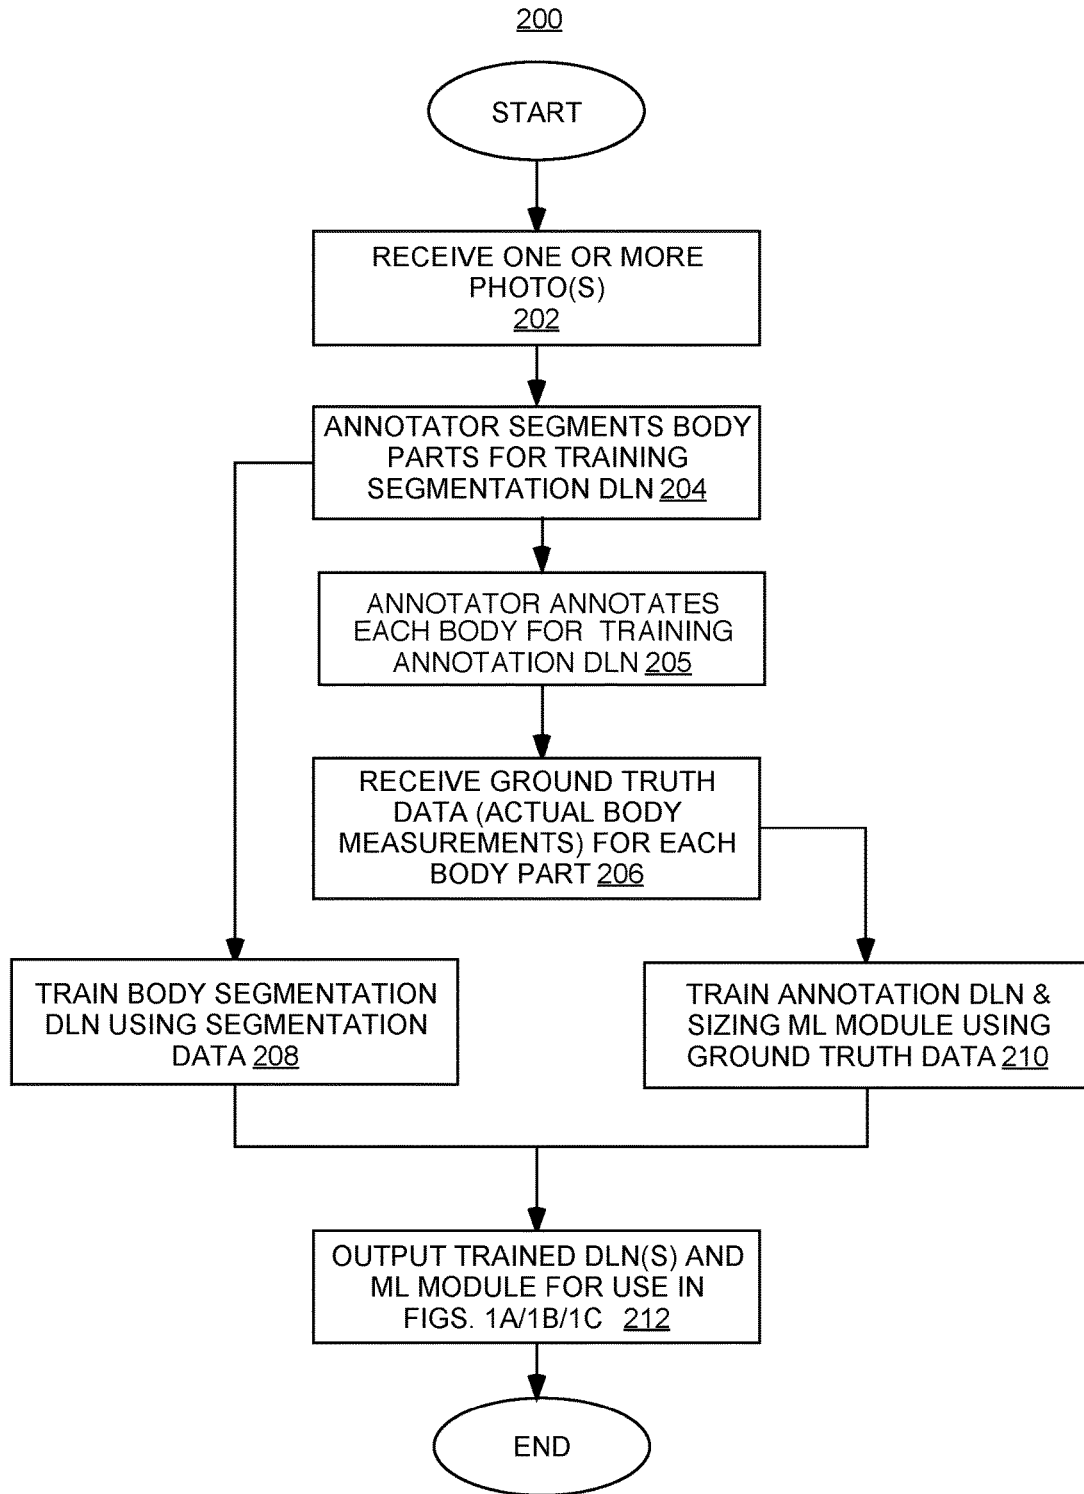 200
START
RECEIVE ONE OR MORE
PHOTO(S)
202
ANNOTATOR SEGMENTS BODY
PARTS FOR TRAINING
SEGMENTATION DLN 204
ANNOTATOR ANNOTATES
EACH BODY FOR TRAINING
ANNOTATION DLN 205
RECEIVE GROUND TRUTH
DATA (ACTUAL BODY
MEASUREMENTS) FOR EACH
BODY PART 206
TRAIN BODY SEGMENTATION
DLN USING SEGMENTATION
DATA 208
TRAIN ANNOTATION DLN &
SIZING ML MODULE USING
GROUND TRUTH DATA 210
OUTPUT TRAINED DLN(S) AND
ML MODULE FOR USE IN
FIGS. 1A/1B/1C 212
END